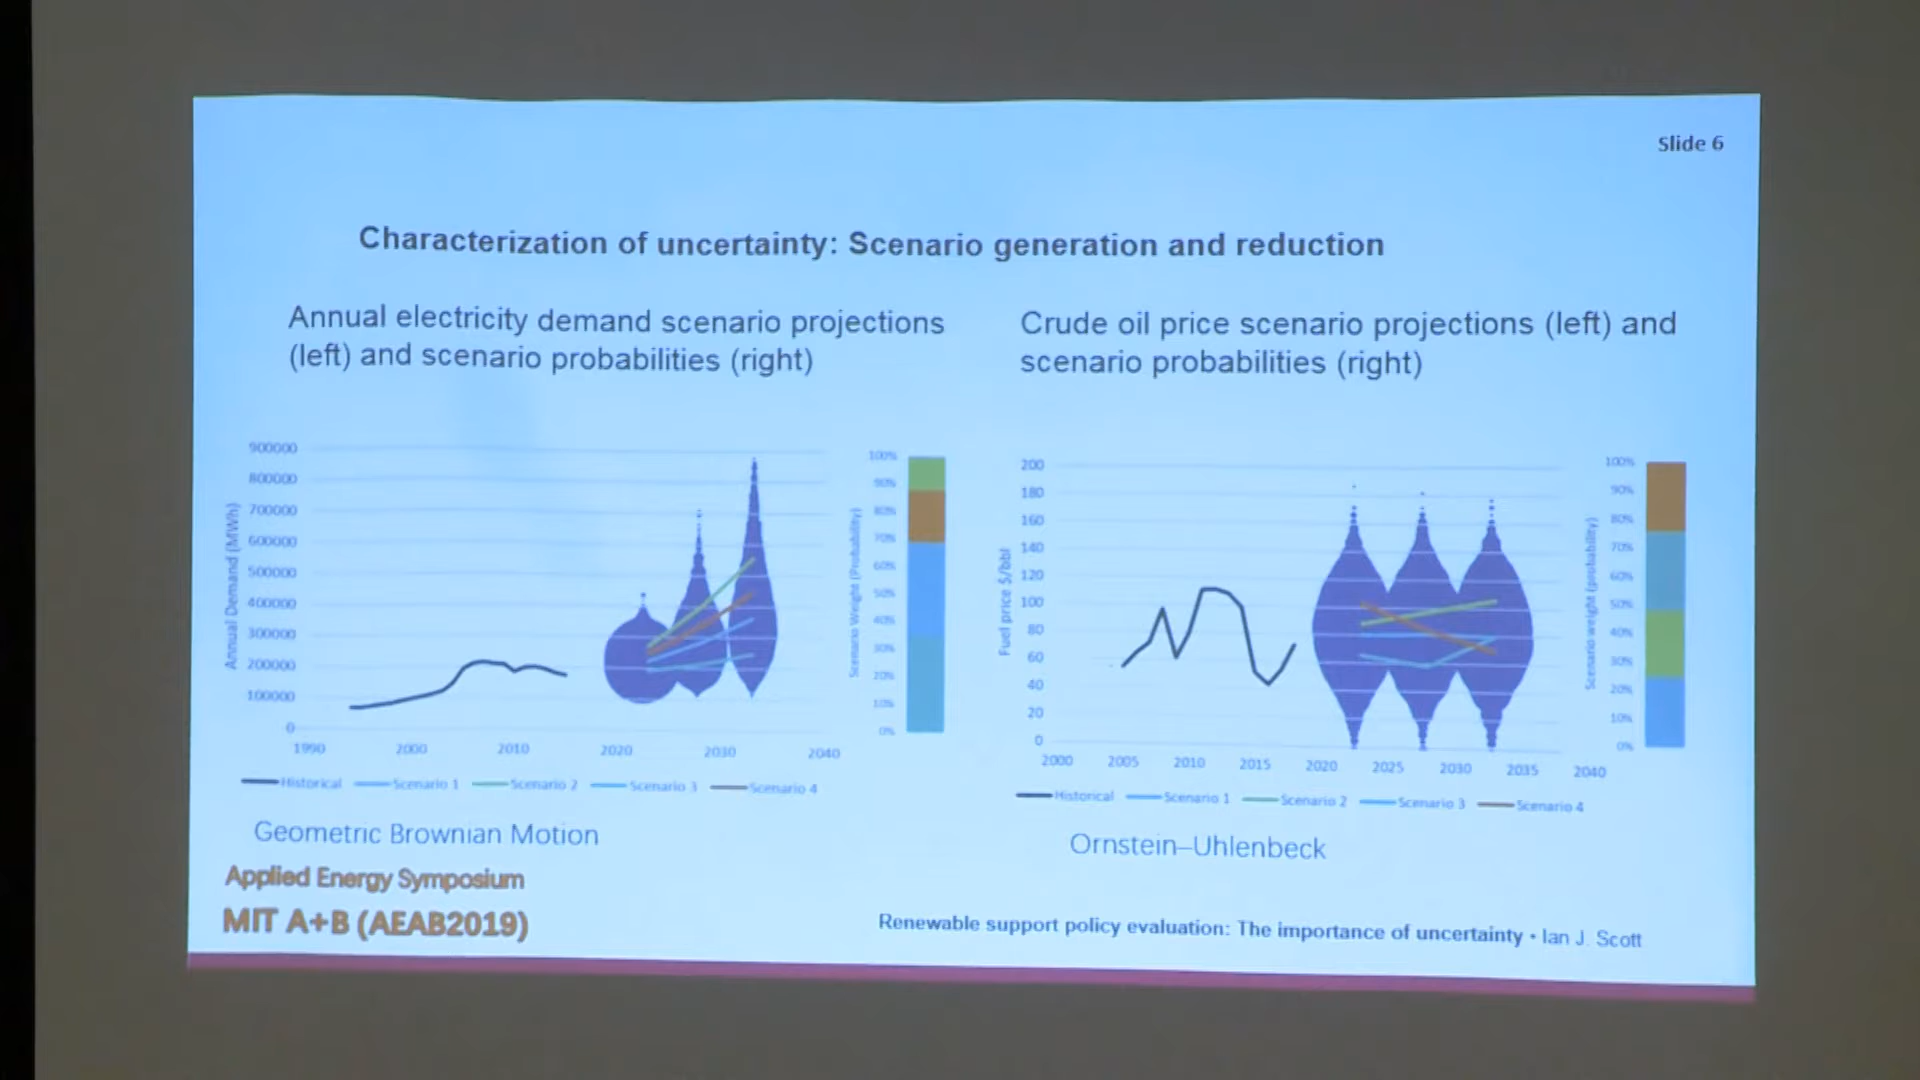 Slide 6
Characterization of uncertainty: Scenario generation and reduction
Annual electricity demand scenario projections
(left) and scenario probabilities (right)
Annual Demand (MWh)
900000
800000
700000
600000
500000
400000
300000
200000
100000
0
1990 2000 2010 2020 2030 2040
Historical Scenario 1 Scenario 2 Scenario 3 Scenario 4
Scenario Weight (Probability)
100%
90%
80%
70%
60%
50%
40%
30%
20%
10%
0%
Geometric Brownian Motion
Crude oil price scenario projections (left) and
scenario probabilities (right)
Fuel price $/bbl
200
180
160
140
120
100
80
60
40
20
0
2000 2005 2010 2015 2020 2025 2030 2035 2040
Historical Scenario 1 Scenario 2 Scenario 3 Scenario 4
Scenario weight (probability)
100%
90%
80%
70%
60%
50%
40%
30%
20%
10%
0%
Ornstein–Uhlenbeck
Applied Energy Symposium
MIT A+B (AEAB2019)
Renewable support policy evaluation: The importance of uncertainty • Ian J. Scott